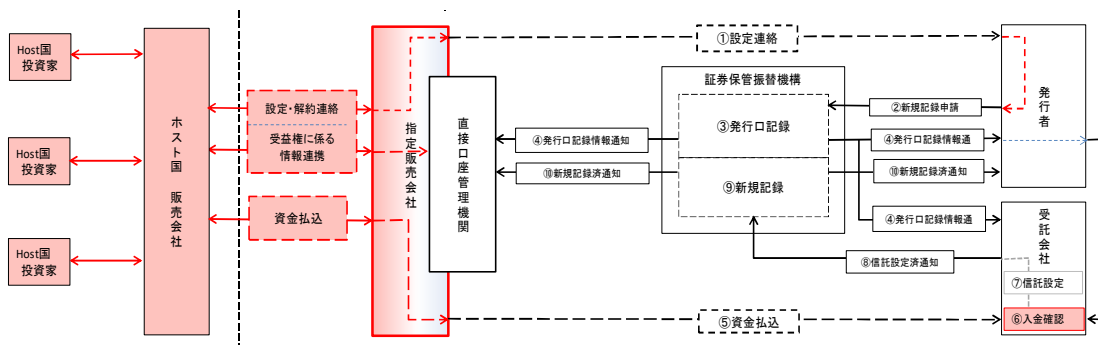 Host国
投資家
Host国
投資家
Host国
投資家
ホスト国 販売会社
設定・解約連絡
受益権に係る
情報連携
資金払込
指定販売会社
直接口座管理機関
①設定連絡
証券保管振替機構
③発行口記録
⑨新規記録
②新規記録申請
④発行口記録情報通知
④発行口記録情報通
⑩新規記録済通知
⑩新規記録済通知
④発行口記録情報通
⑧信託設定済通知
⑤資金払込
発行者
受託会社
⑦信託設定
⑥入金確認